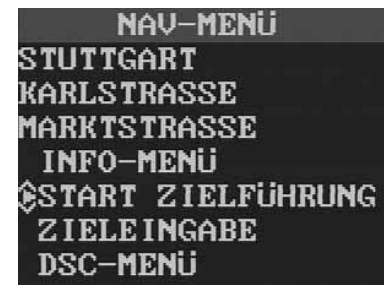 NAV-MENÜ
STUTTGART
KARLSTRASSE
MARKTSTRASSE
INFO-MENÜ
START ZIELFÜHRUNG
ZIELEINGABE
DSC-MENÜ